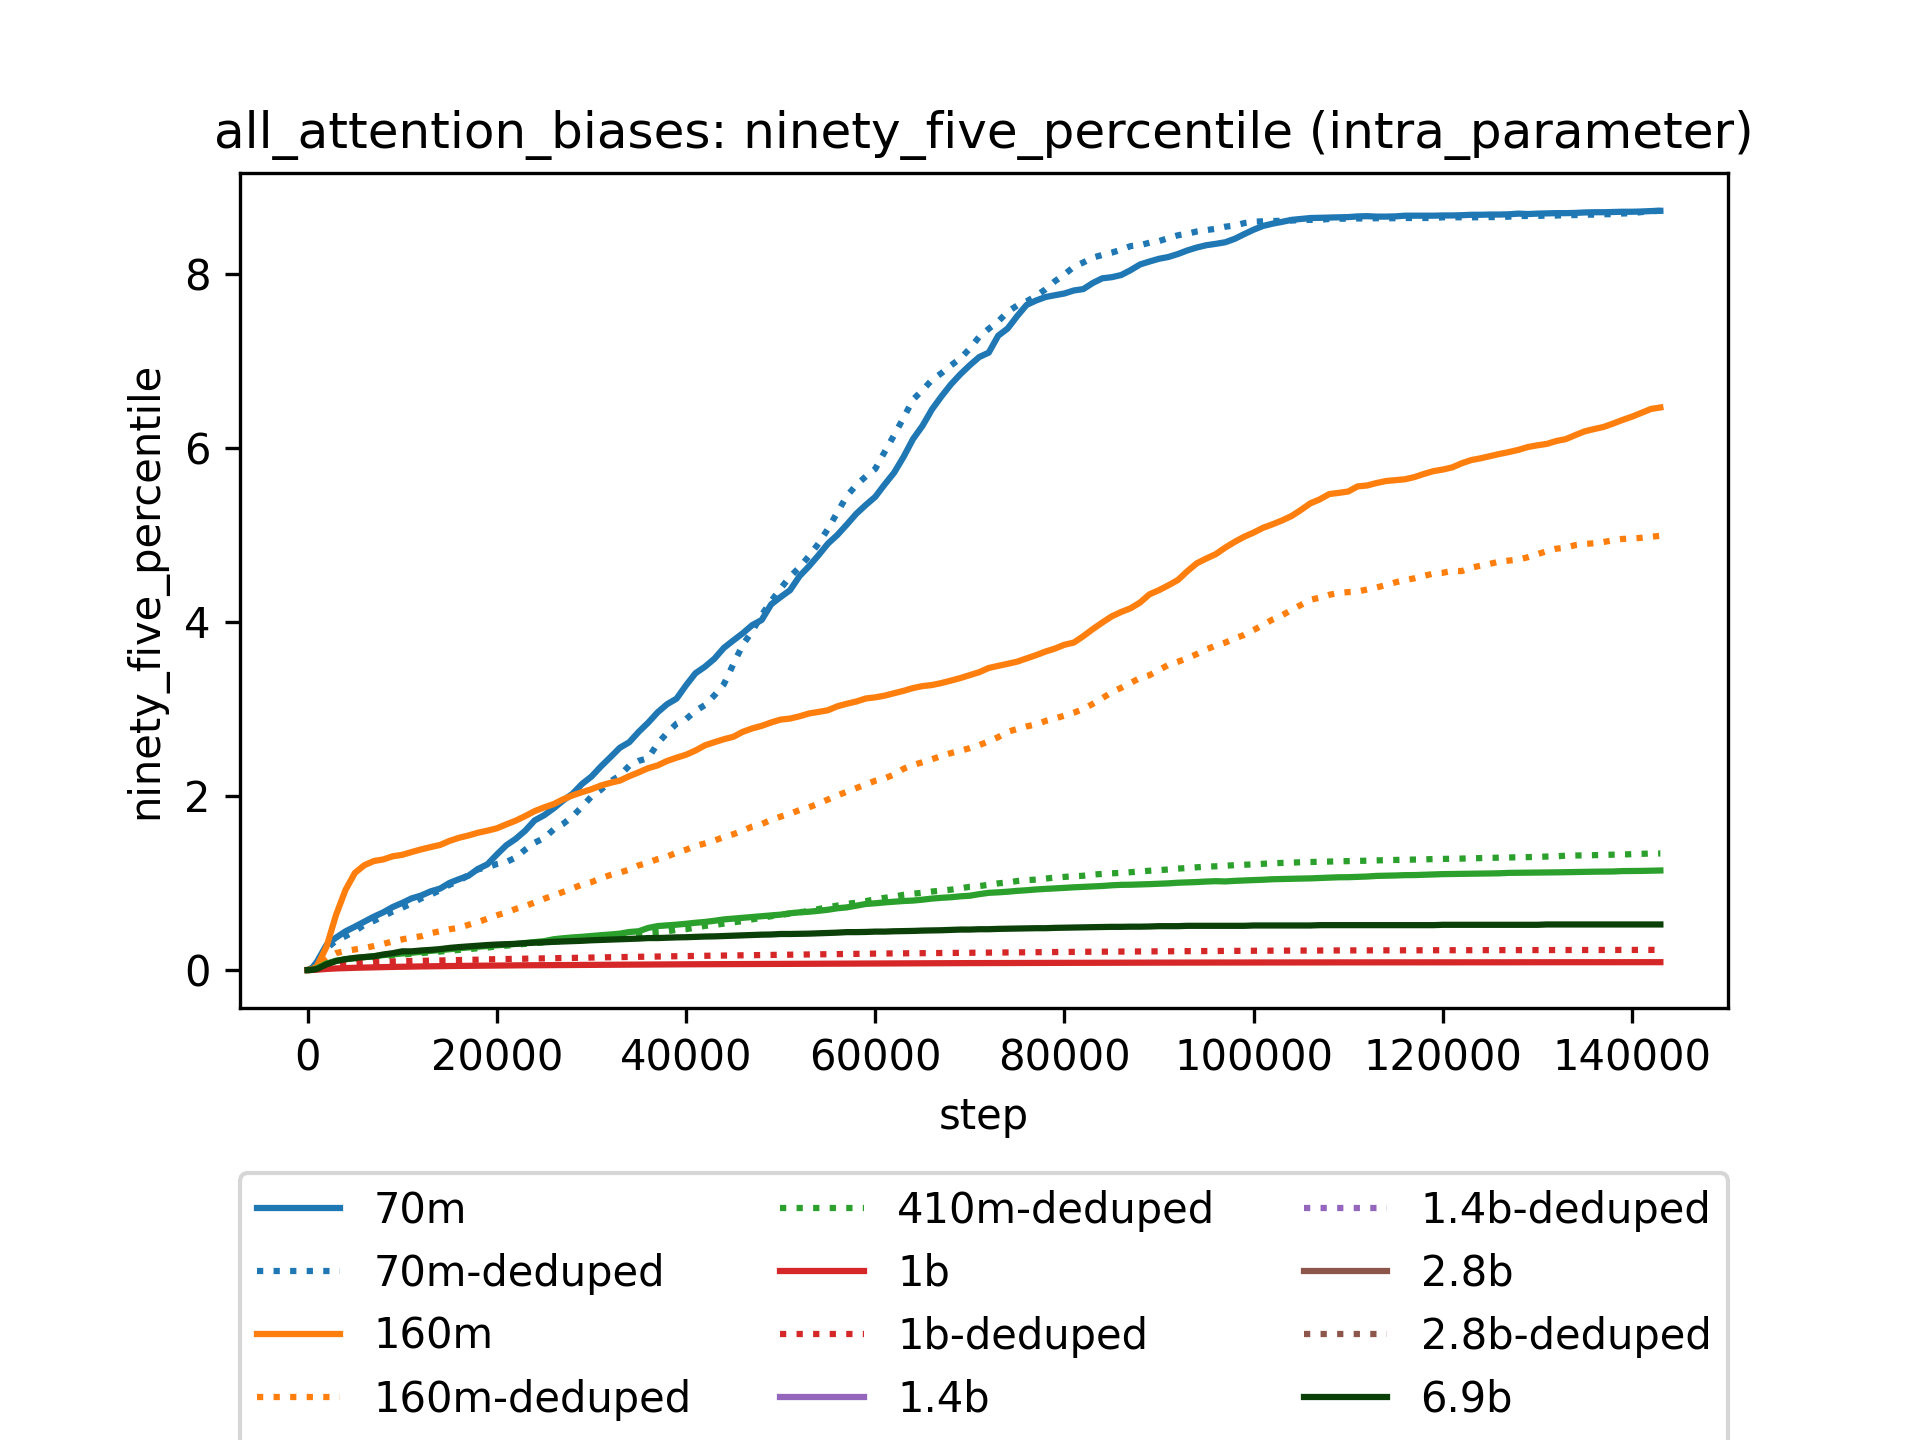 all_attention_biases: ninety_five_percentile (intra_parameter)
ninety_five_percentile
8
6
4
2
0
0 20000 40000 60000 80000 100000 120000 140000
step
70m 410m-deduped 1.4b-deduped
70m-deduped 1b 2.8b
160m 1b-deduped 2.8b-deduped
160m-deduped 1.4b 6.9b